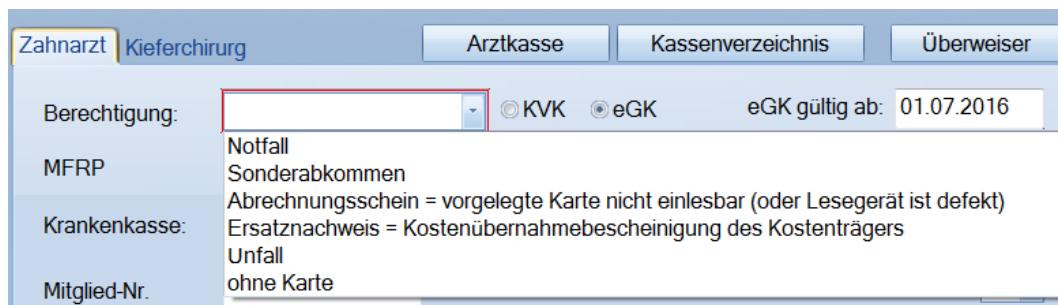 Zahnarzt Kieferchirurg Arztkasse Kassenverzeichnis Überweiser
Berechtigung: KVK eGK eGK gültig ab: 01.07.2016
Notfall
MFRP
Sonderabkommen
Abrechnungsschein = vorgelegte Karte nicht einlesbar (oder Lesegerät ist defekt)
Krankenkasse:
Ersatznachweis = Kostenübernahmebescheinigung des Kostenträgers
Unfall
Mitglied-Nr.
ohne Karte